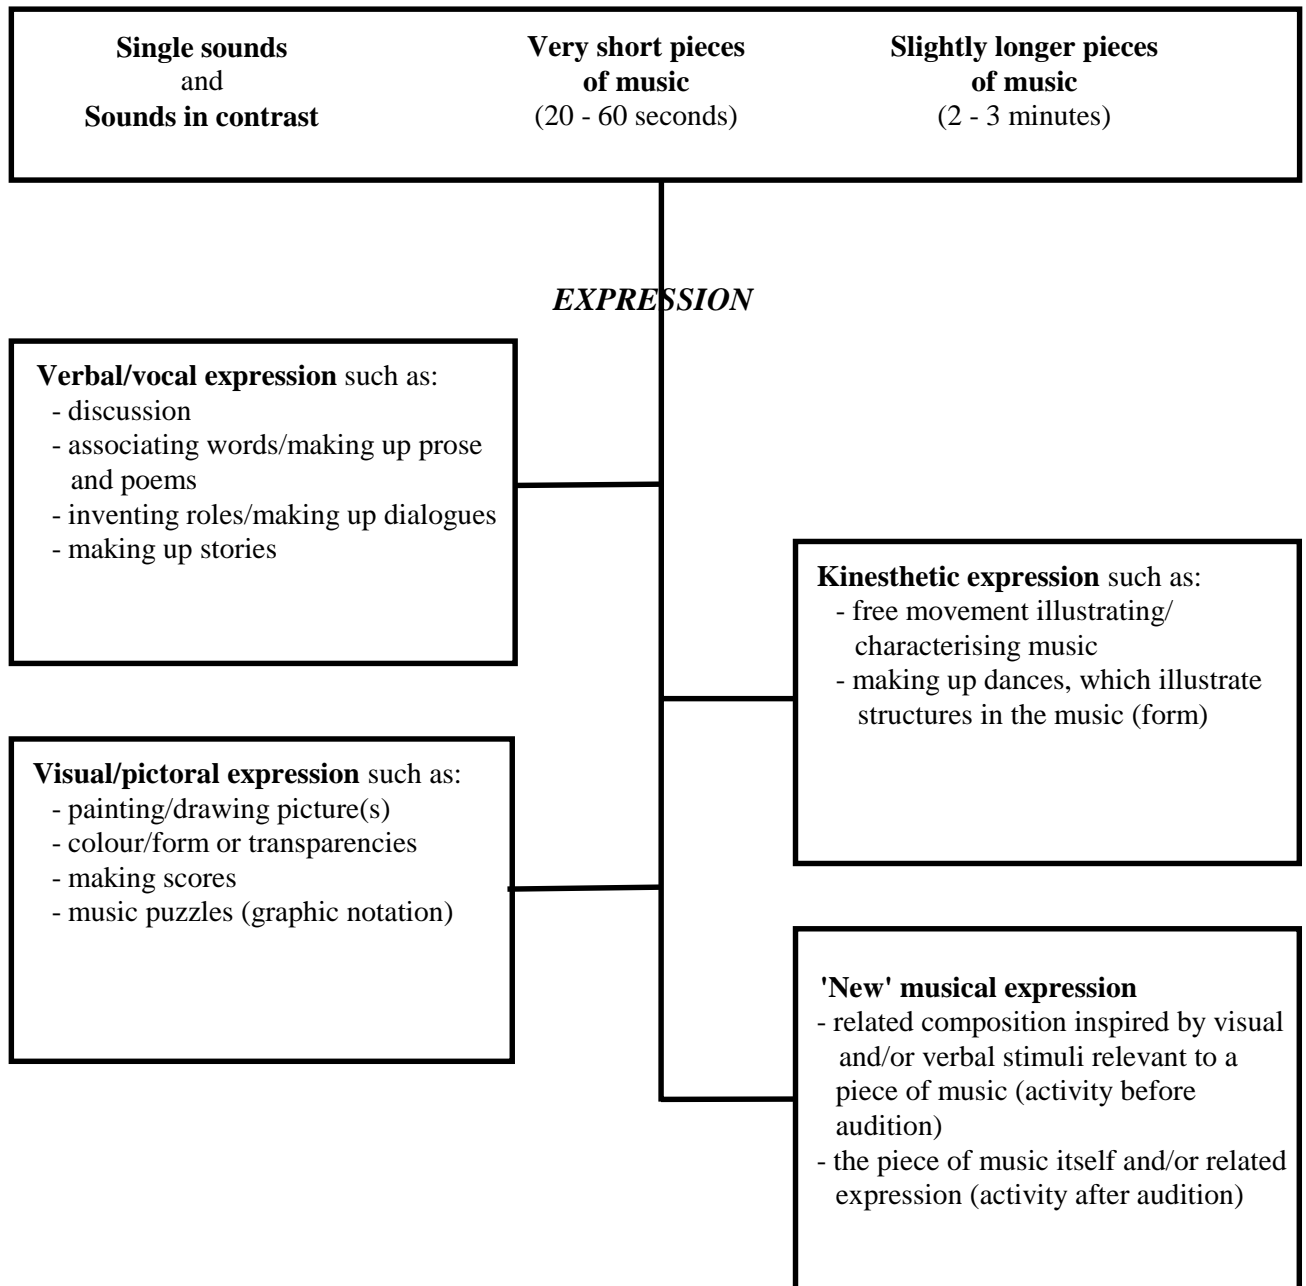 Single sounds
and
Sounds in contrast
Very short pieces
of music
(20 - 60 seconds)
Slightly longer pieces
of music
(2 - 3 minutes)
EXPRESSION
Verbal/vocal expression such as:
- discussion
- associating words/making up prose
and poems
- inventing roles/making up dialogues
- making up stories
Kinesthetic expression such as:
- free movement illustrating/
characterising music
- making up dances, which illustrate
structures in the music (form)
Visual/pictoral expression such as:
- painting/drawing picture(s)
- colour/form or transparencies
- making scores
- music puzzles (graphic notation)
'New' musical expression
- related composition inspired by visual
and/or verbal stimuli relevant to a
piece of music (activity before
audition)
- the piece of music itself and/or related
expression (activity after audition)